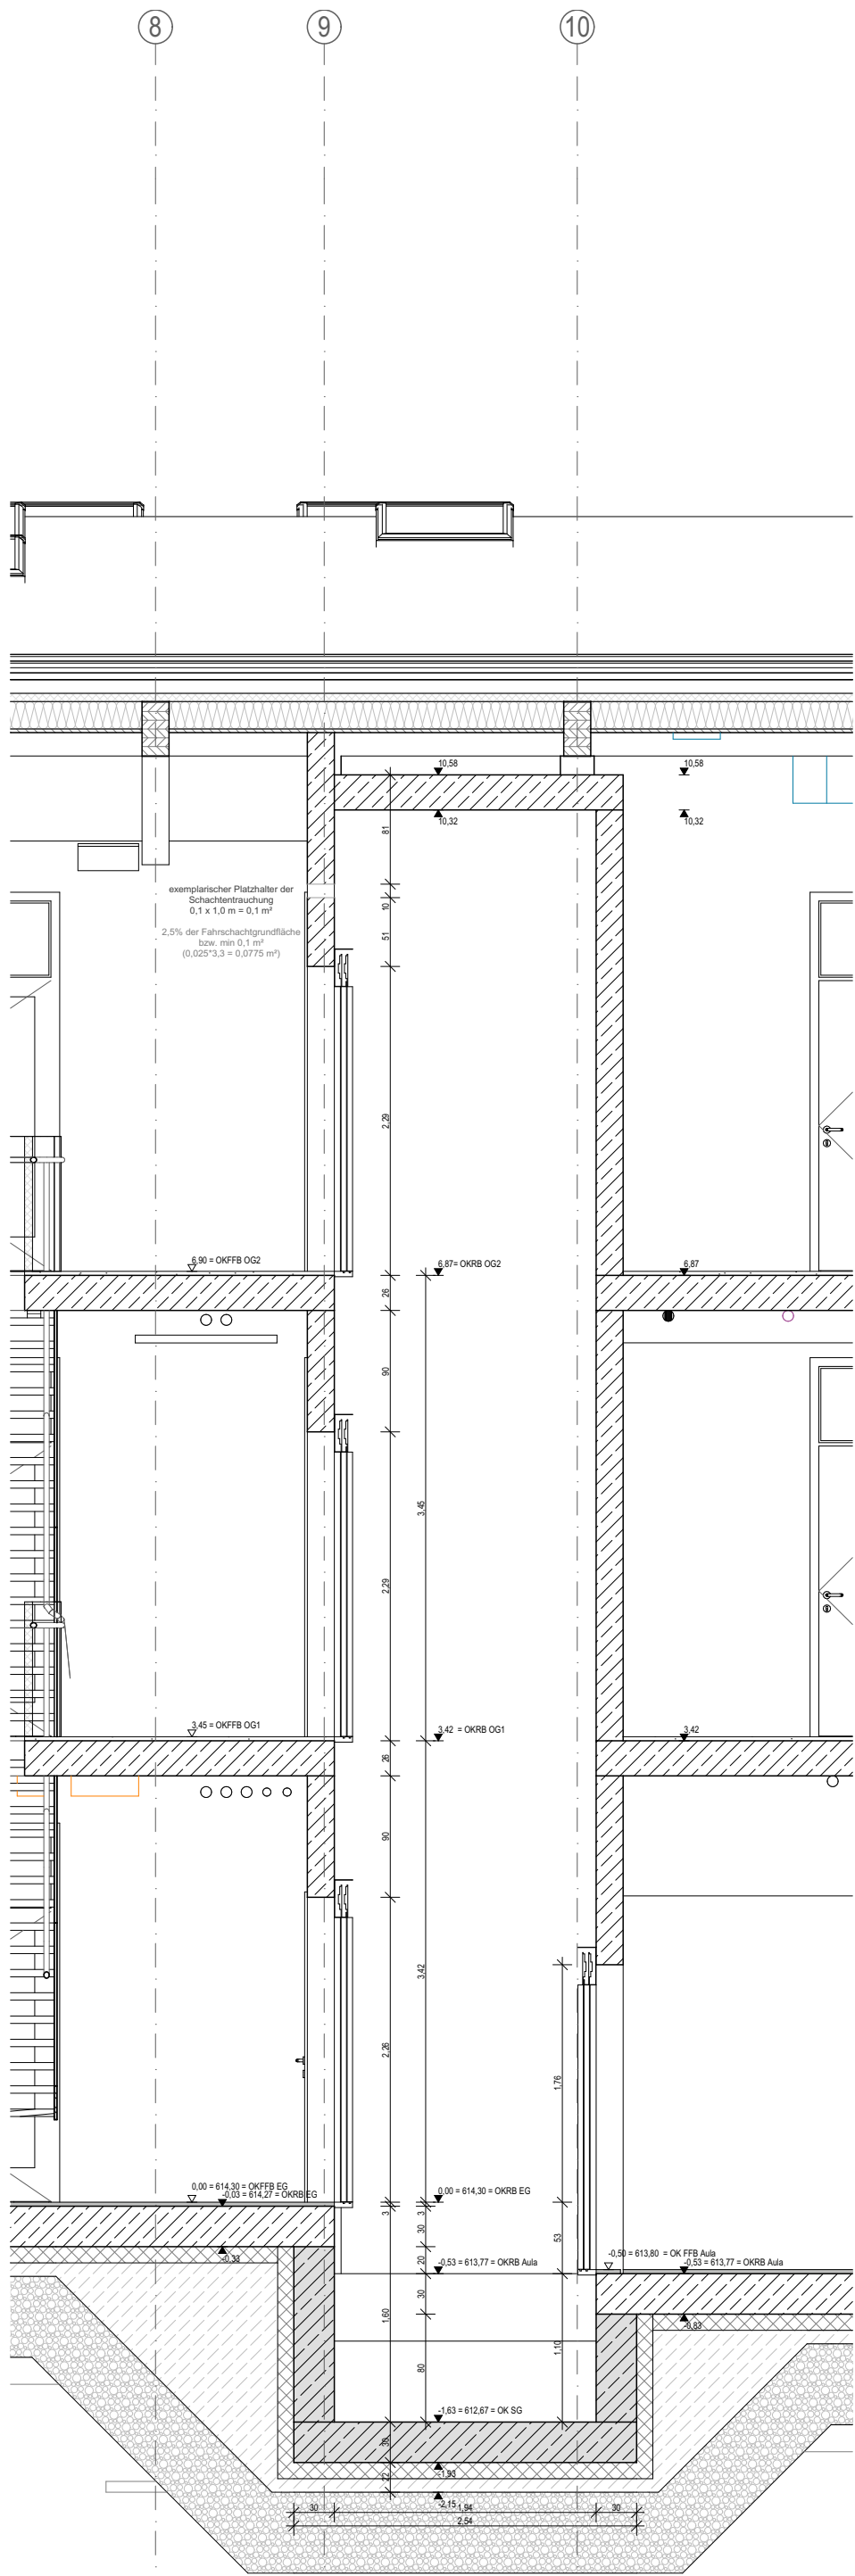 8
9
10
10,58
10,58
10,32
10,32
81
exemplarischer Platzhalter der
Schachtentrauchung
0,1 x 1,0 m = 0,1 m²
10
51
2,5% der Fahrschachtgrundfläche
bzw. min 0,1 m²
(0,025*3,3 = 0,0775 m²)
2,29
6,90 = OKFFB OG2
6,87= OKRB OG2
6,87
26
90
3,45
2,29
3,45 = OKFFB OG1
3,42 = OKRB OG1
3,42
26
90
3,42
2,26
1,76
0,00 = 614,30 = OKFFB EG
-0,03 = 614,27 = OKRB EG
0,00 = 614,30 = OKRB EG
3
3
30
53
-0,33
20
-0,53 = 613,77 = OKRB Aula
-0,50 = 613,80 = OK FFB Aula
-0,53 = 613,77 = OKRB Aula
30
1,60
-0,83
1,10
80
-1,63 = 612,67 = OK SG
30
-1,93
22
-2,15
30
1,94
30
2,54